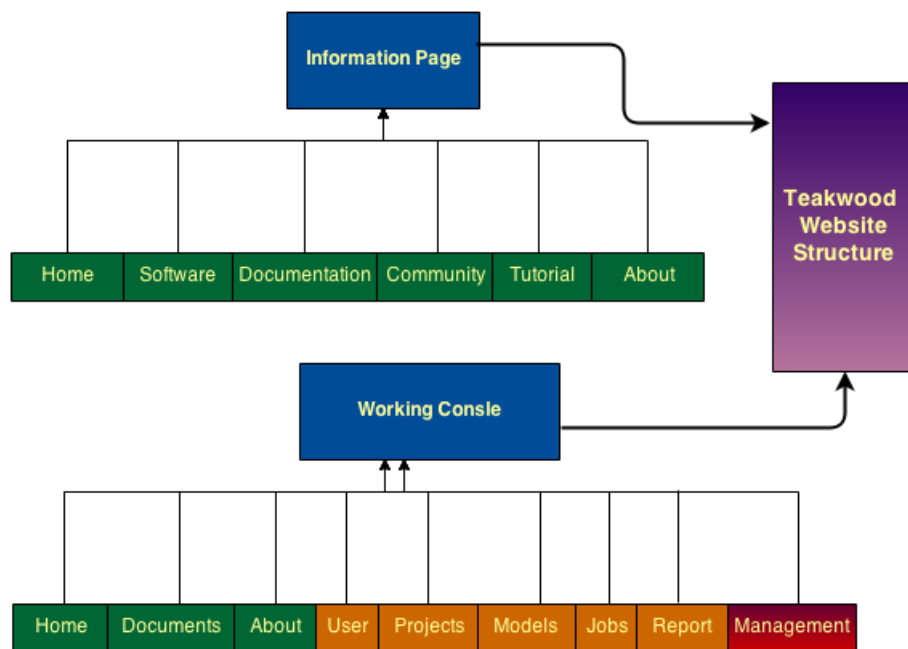 Information Page
Teakwood
Website
Structure
Home Software Documentation Community Tutorial About
Working Consle
Home Documents About User Projects Models Jobs Report Management